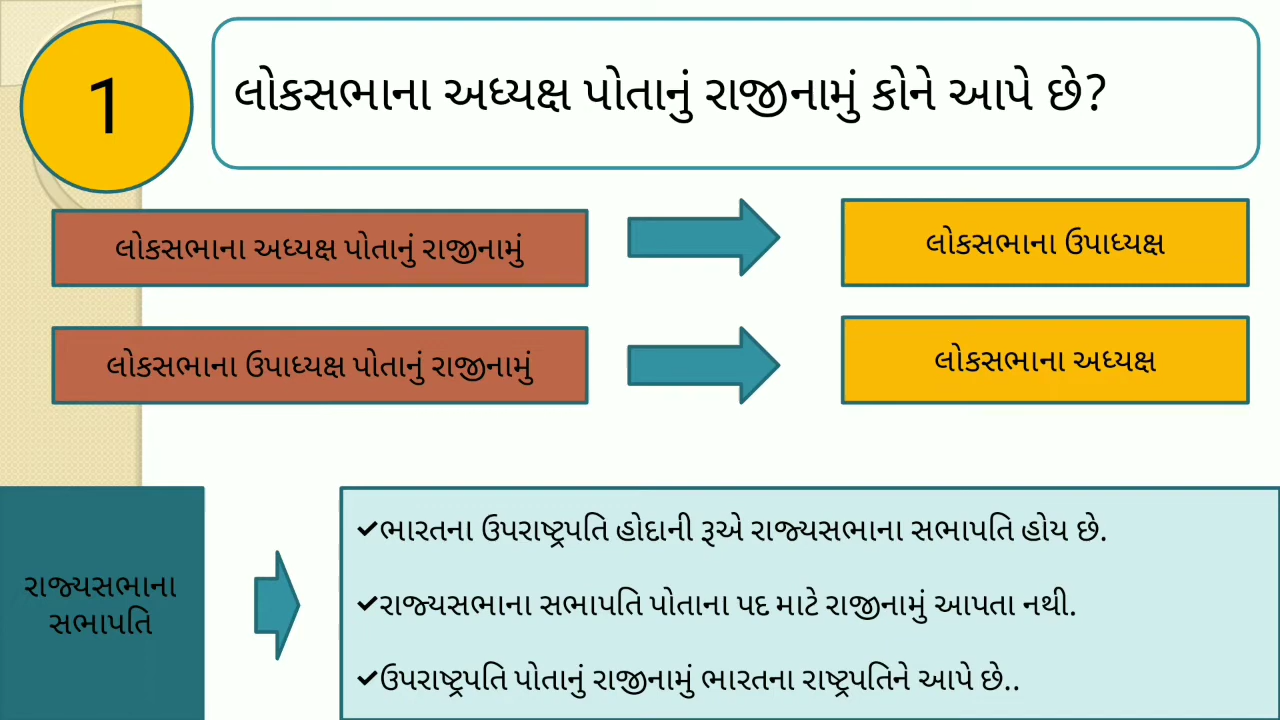 1
લોકસભાના અધ્યક્ષ પોતાનું રાજીનામું કોને આપે છે?
લોકસભાના અધ્યક્ષ પોતાનું રાજીનામું
લોકસભાના ઉપાધ્યક્ષ
લોકસભાના ઉપાધ્યક્ષ પોતાનું રાજીનામું
લોકસભાના અધ્યક્ષ
રાજ્યસભાના
સભાપતિ
✓ભારતના ઉપરાષ્ટ્રપતિ હોદાની રૂએ રાજ્યસભાના સભાપતિ હોય છે.
✓રાજ્યસભાના સભાપતિ પોતાના પદ માટે રાજીનામું આપતા નથી.
✓ઉપરાષ્ટ્રપતિ પોતાનું રાજીનામું ભારતના રાષ્ટ્રપતિને આપે છે..